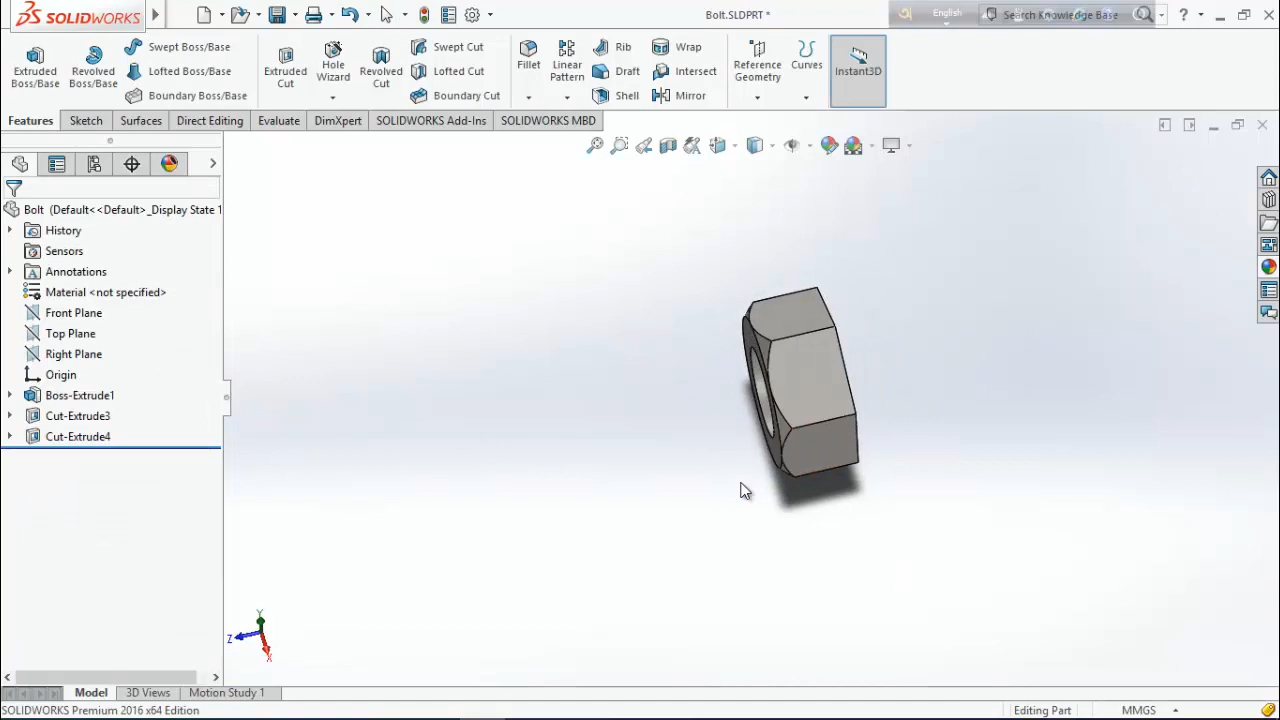 SOLIDWORKS
Bolt.SLDPRT *
English
Search Knowledge Base
?
Extruded Boss/Base
Revolved Boss/Base
Swept Boss/Base
Lofted Boss/Base
Boundary Boss/Base
Extruded Cut
Hole Wizard
Revolved Cut
Swept Cut
Lofted Cut
Boundary Cut
Fillet
Linear Pattern
Rib
Draft
Shell
Wrap
Intersect
Mirror
Reference Geometry
Curves
Instant3D
Features
Sketch
Surfaces
Direct Editing
Evaluate
DimXpert
SOLIDWORKS Add-Ins
SOLIDWORKS MBD
Bolt (Default<<Default>_Display State 1
History
Sensors
A Annotations
Material <not specified>
Front Plane
Top Plane
Right Plane
Origin
Boss-Extrude1
Cut-Extrude3
Cut-Extrude4
Y
Z
X
Model
3D Views
Motion Study 1
SOLIDWORKS Premium 2016 x64 Edition
Editing Part
MMGS